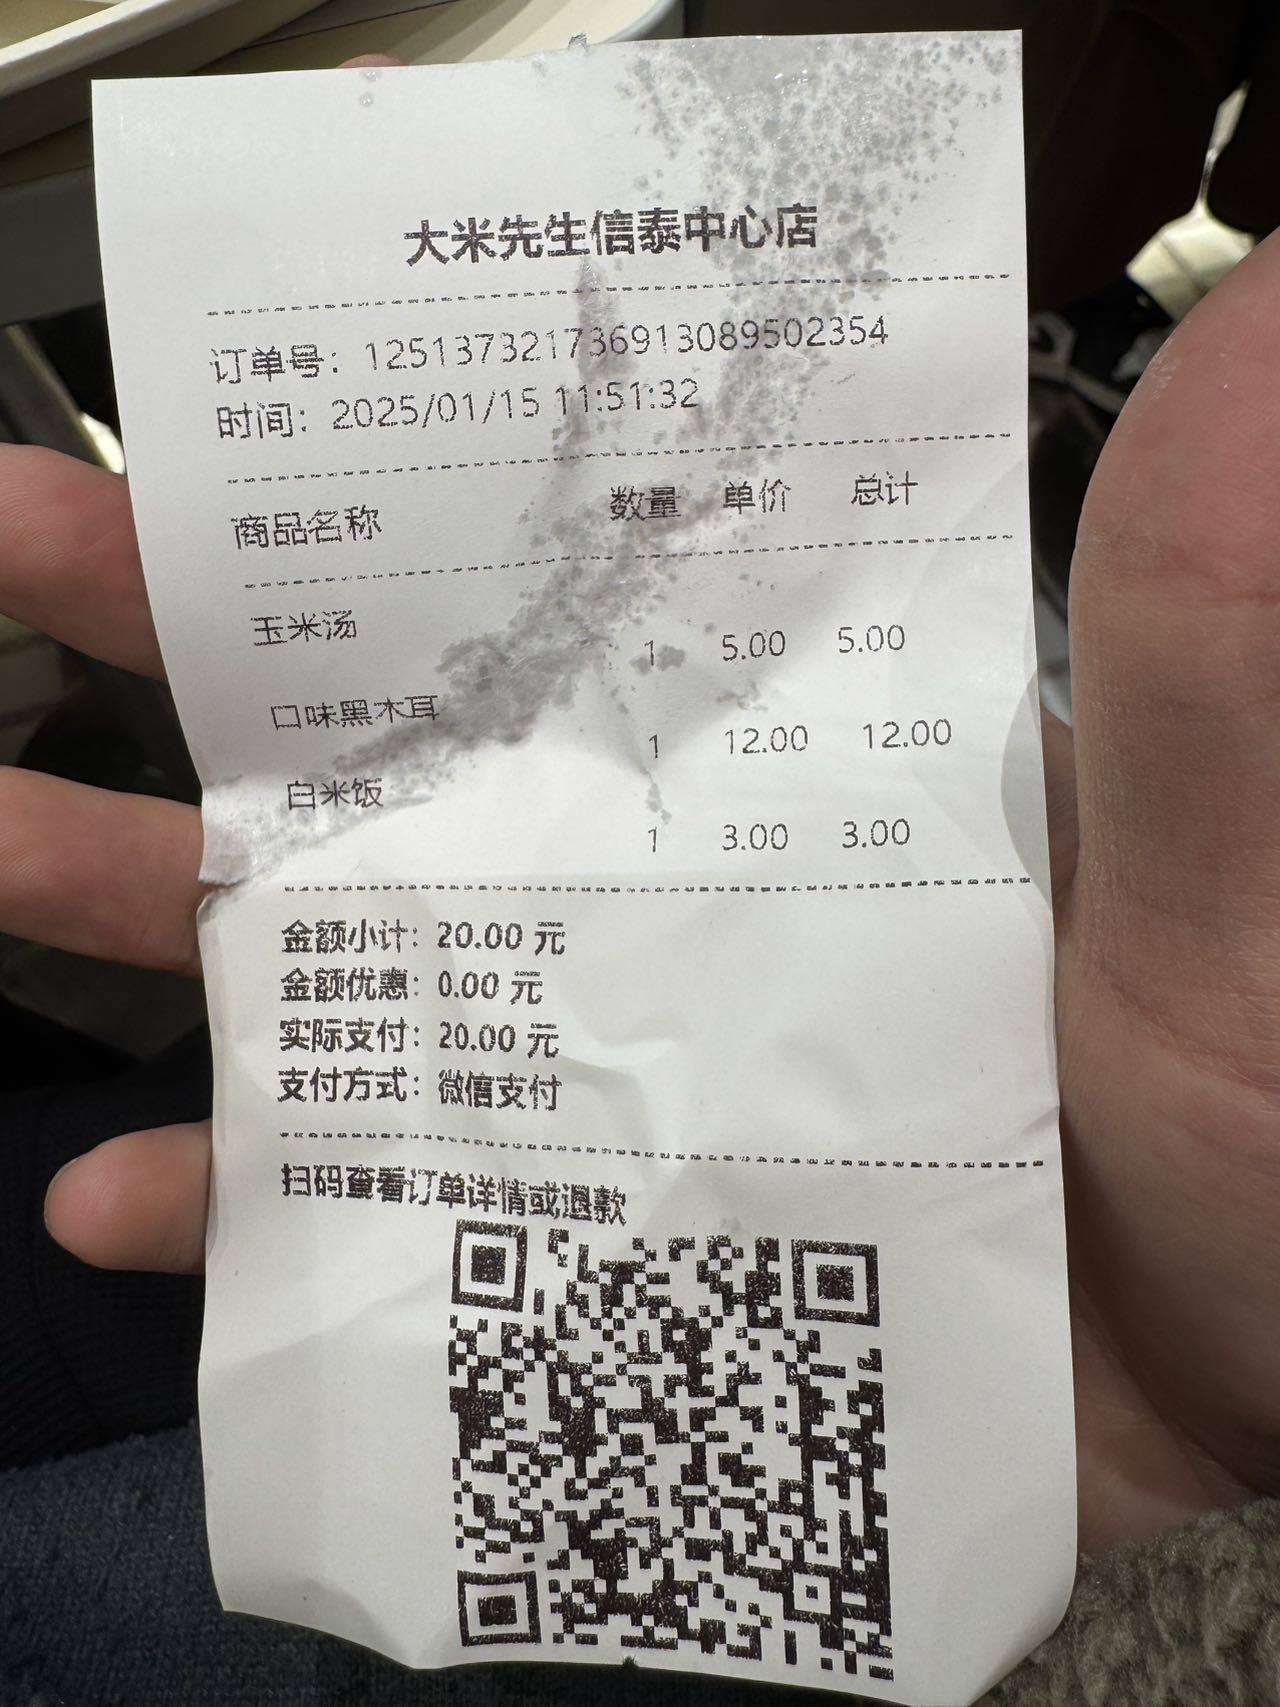 大米先生信泰中心店
订单号：12513732173691308950​2354
时间：2025/01/15 11:51:32
商品名称 数量 单价 总计
玉米汤
1 5.00 5.00
口味黑木耳
1 12.00 12.00
白米饭
1 3.00 3.00
金额小计：20.00 元
金额优惠：0.00 元
实际支付：20.00 元
支付方式：微信支付
扫码查看订单详情或退款